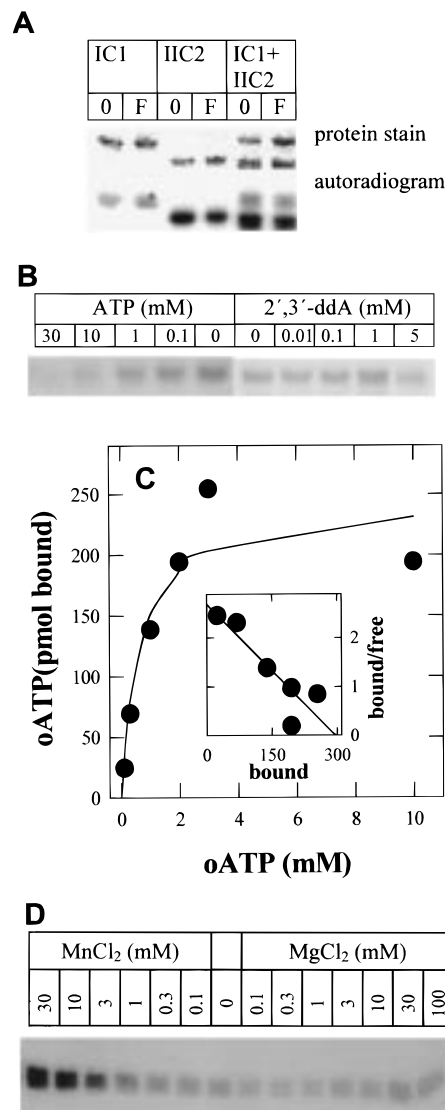 A
IC1 IIC2 IC1+
IIC2
0 F 0 F 0 F
protein stain
autoradiogram
B
ATP (mM) 2´,3´-ddA (mM)
30 10 1 0.1 0 0 0.01 0.1 1 5
C
oATP(pmol bound)
250
200
150
100
50
0
bound/free
2
1
0
0 150 300
bound
0 2 4 6 8 10
oATP (mM)
D
MnCl2 (mM) MgCl2 (mM)
30 10 3 1 0.3 0.1 0 0.1 0.3 1 3 10 30 100